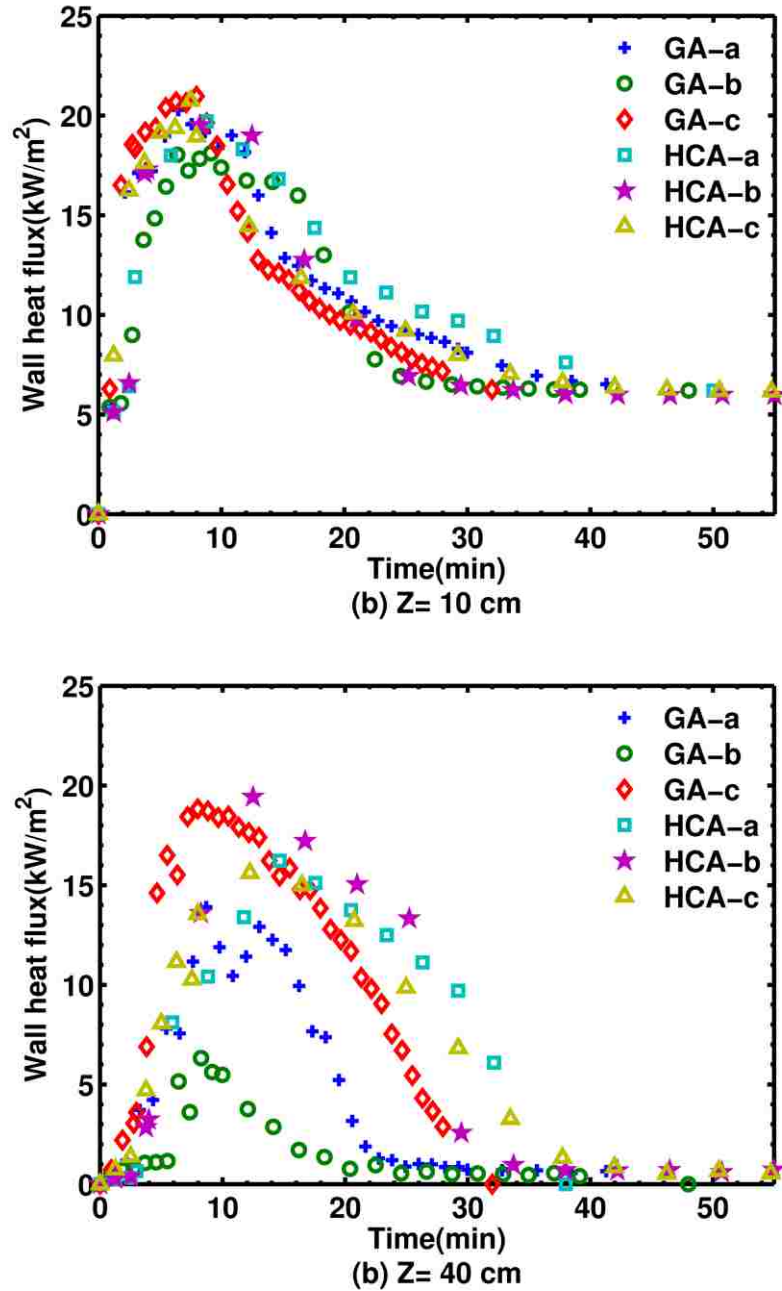 25
20
15
10
5
0
Wall heat flux(kW/m²)
GA−a
GA−b
GA−c
HCA−a
HCA−b
HCA−c
0 10 20 30 40 50
Time(min)
(b) Z= 10 cm
25
20
15
10
5
0
Wall heat flux(kW/m²)
GA−a
GA−b
GA−c
HCA−a
HCA−b
HCA−c
0 10 20 30 40 50
Time(min)
(b) Z= 40 cm